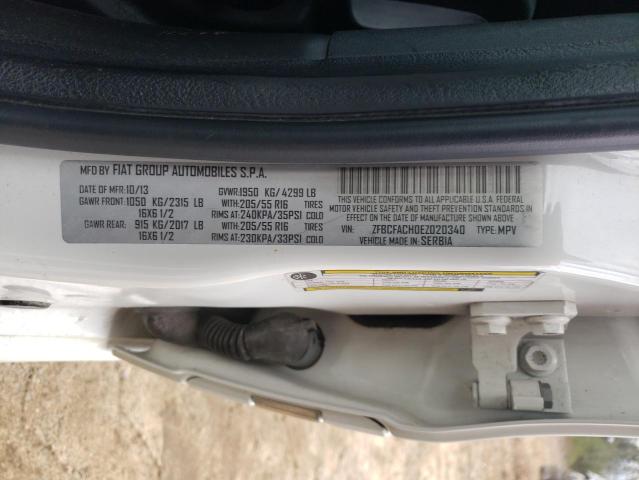 MFD BY FIAT GROUP AUTOMOBILES S.P.A.
DATE OF MFR:10/13 GVWR:1950 KG/4299 LB
GAWR FRONT:1050 KG/2315 LB WITH:205/55 R16 TIRES
16X6 1/2 RIMS AT:240KPA/35PSI COLD
GAWR REAR: 915 KG/2017 LB WITH:205/55 R16 TIRES
16X6 1/2 RIMS AT:230KPA/33PSI COLD
THIS VEHICLE CONFORMS TO ALL APPLICABLE U.S.A. FEDERAL
MOTOR VEHICLE SAFETY AND THEFT PREVENTION STANDARDS IN
EFFECT ON THE DATE OF MANUFACTURE SHOWN ABOVE.
VIN: ZFBCFACH0EZ020340 TYPE: MPV
VEHICLE MADE IN: SERBIA